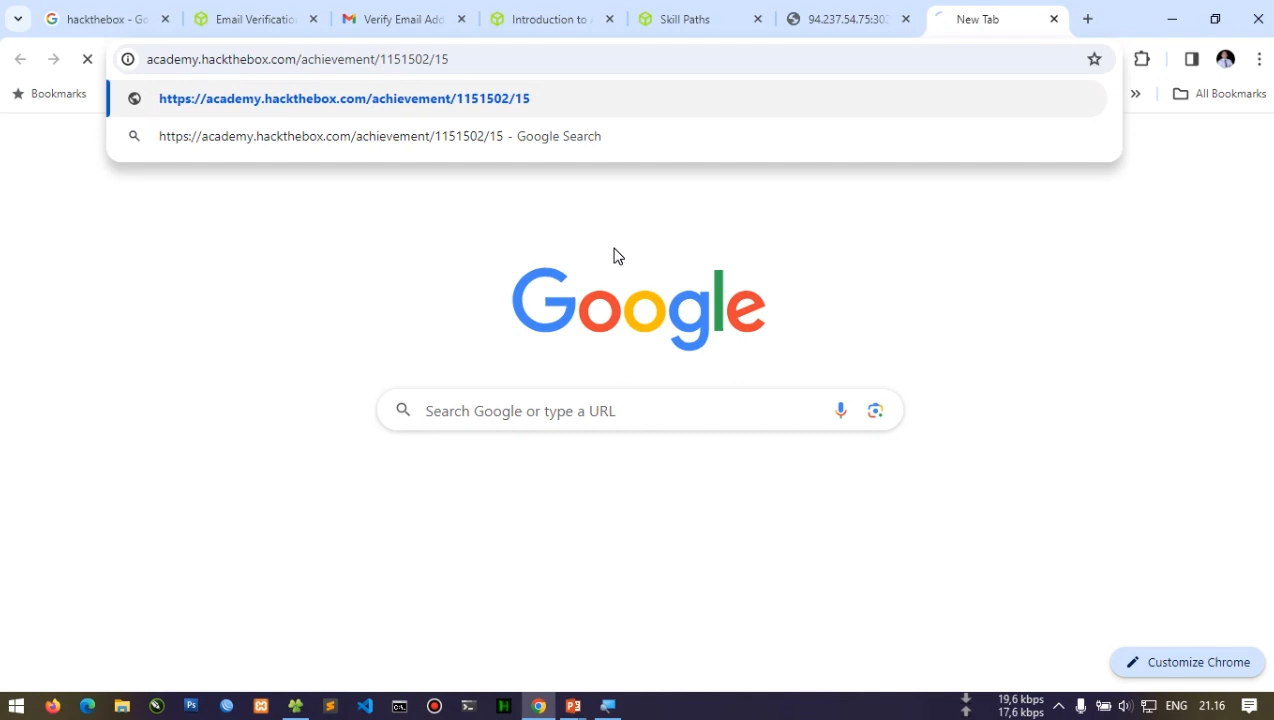 hackthebox - Go
Email Verificatio
Verify Email Add
Introduction to A
Skill Paths
94.237.54.75:302
New Tab
academy.hackthebox.com/achievement/1151502/15
Bookmarks
All Bookmarks
https://academy.hackthebox.com/achievement/1151502/15
https://academy.hackthebox.com/achievement/1151502/15 - Google Search
Google
Search Google or type a URL
Customize Chrome
19,6 kbps
17,6 kbps
ENG
21.16